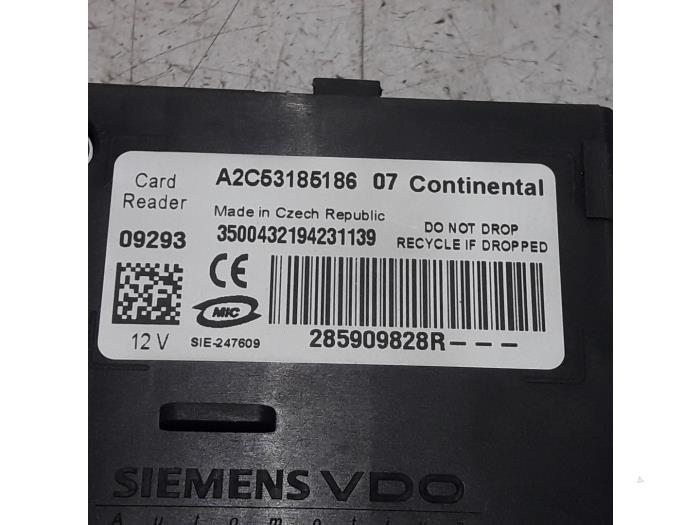 Card Reader
A2C53185186 07 Continental
Made in Czech Republic
DO NOT DROP
RECYCLE IF DROPPED
09293
3500432194231139
CE
MIC
12 V
SIE-247609
285909828R---
SIEMENS VDO